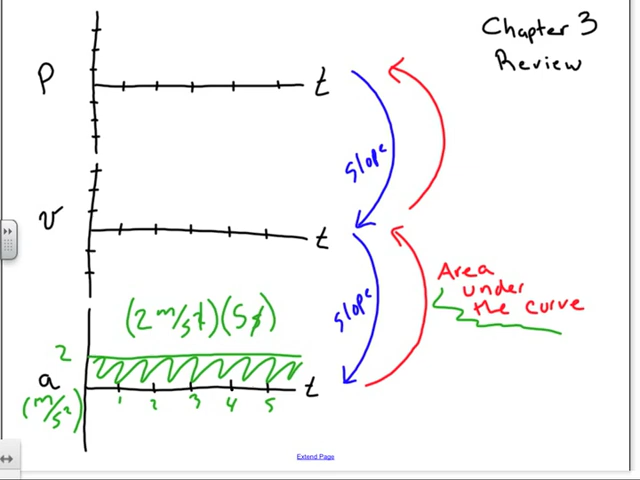 Chapter 3
Review
P
t
slope
v
t
Area
under
the curve
slope
(2 m/s²)(5s)
2
a
(m/s²)
t
1 2 3 4 5
Extend Page